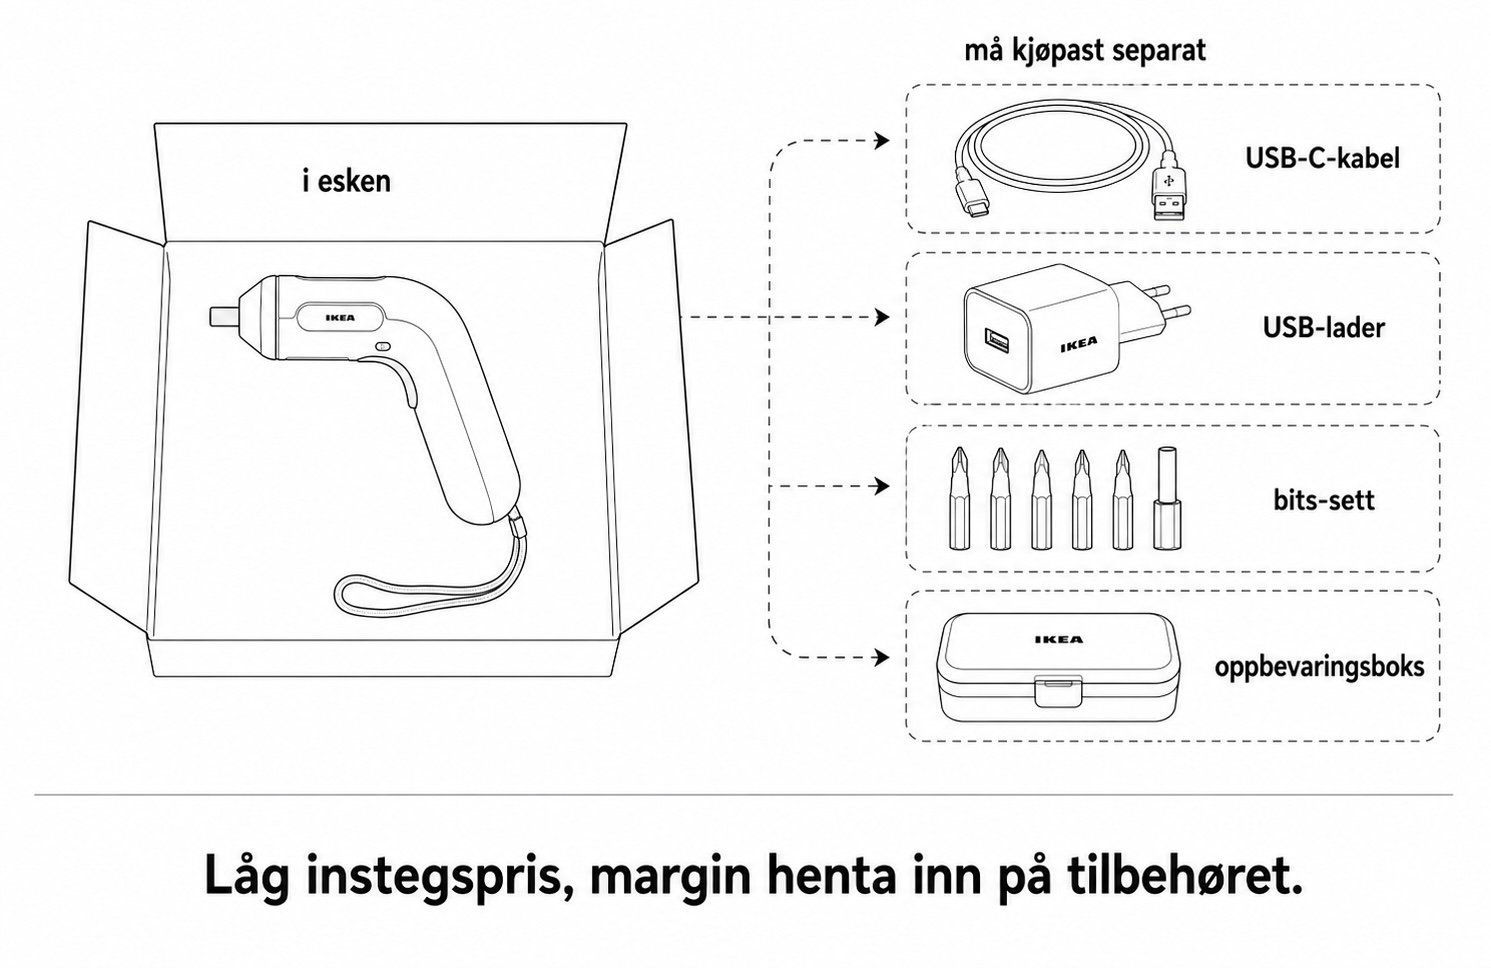 må kjøpast separat
i esken
IKEA
USB-C-kabel
IKEA
USB-lader
bits-sett
IKEA
oppbevaringsboks
Låg instegspris, margin henta inn på tilbehøret.